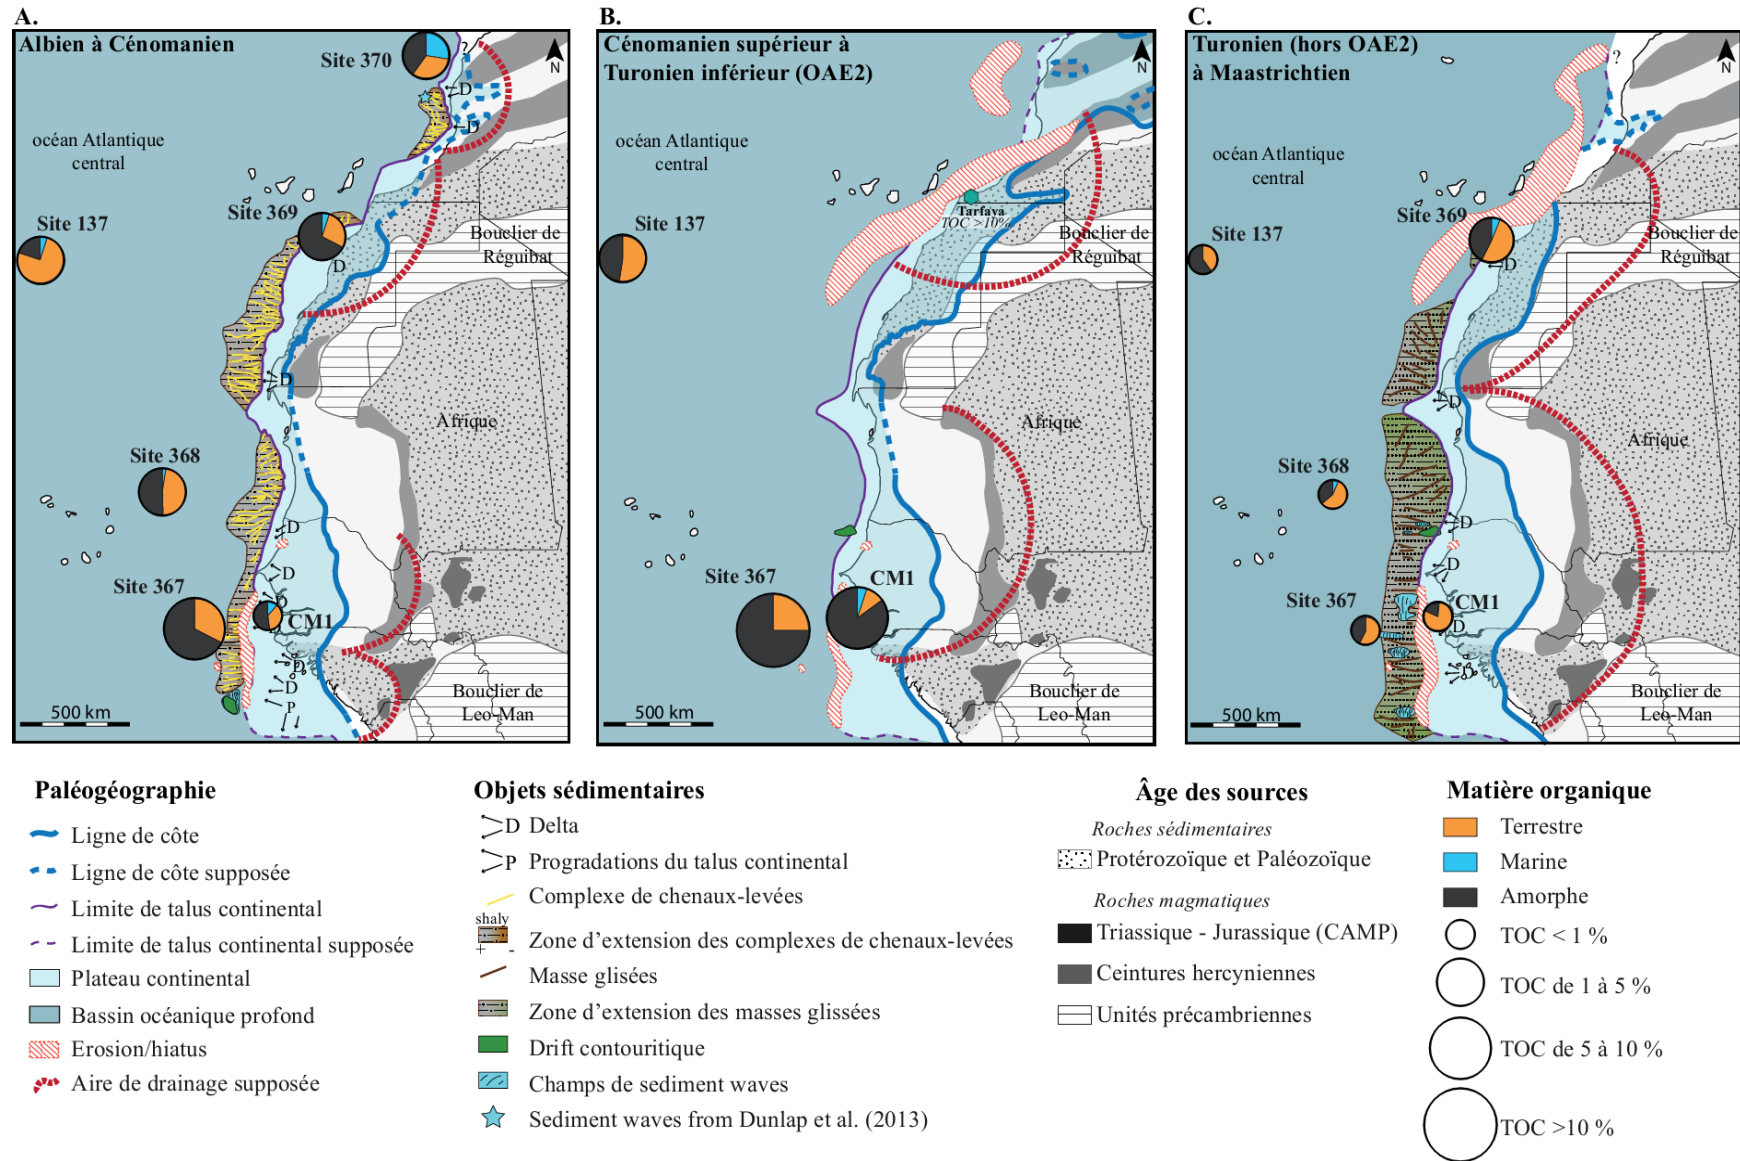 A.
Albien à Cénomanien
Site 370
N
?
D
D
océan Atlantique
central
Site 369
Site 137
D
Bouclier de
Réguibat
D
Afrique
Site 368
D
D
Site 367
D
CM1
D
D
P
Bouclier de
Leo-Man
500 km
B.
Cénomanien supérieur à
Turonien inférieur (OAE2)
N
océan Atlantique
central
Tarfaya
TOC >10%
Site 137
Bouclier de
Réguibat
Afrique
Site 367
CM1
Bouclier de
Leo-Man
500 km
C.
Turonien (hors OAE2)
à Maastrichtien
?
N
océan Atlantique
central
Site 369
Site 137
Bouclier de
Réguibat
D
D
Afrique
Site 368
D
D
Site 367
CM1
D
D
Bouclier de
Leo-Man
500 km
Paléogéographie
Ligne de côte
Ligne de côte supposée
Limite de talus continental
Limite de talus continental supposée
Plateau continental
Bassin océanique profond
Erosion/hiatus
Aire de drainage supposée
Objets sédimentaires
D Delta
P Progradations du talus continental
Complexe de chenaux-levées
shaly
+ -
Zone d’extension des complexes de chenaux-levées
Masse glisées
Zone d’extension des masses glissées
Drift contouritique
Champs de sediment waves
Sediment waves from Dunlap et al. (2013)
Âge des sources
Roches sédimentaires
Protérozoïque et Paléozoïque
Roches magmatiques
Triassique - Jurassique (CAMP)
Ceintures hercyniennes
Unités précambriennes
Matière organique
Terrestre
Marine
Amorphe
TOC < 1 %
TOC de 1 à 5 %
TOC de 5 à 10 %
TOC >10 %